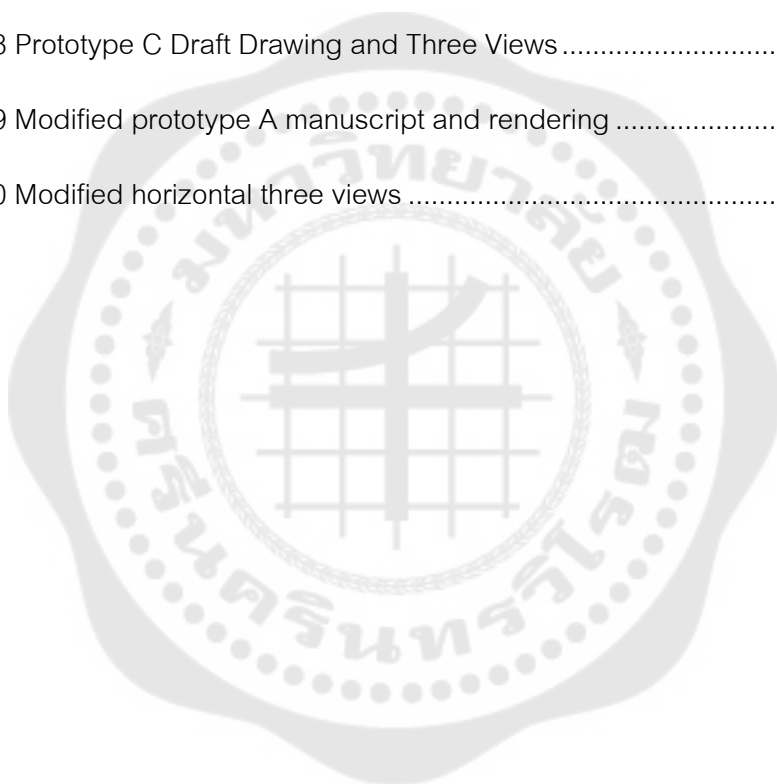 3 Prototype C Draft Drawing and Three Views............................
9 Modified prototype A manuscript and rendering.....................
0 Modified horizontal three views................................................
มหาวิทยาลัย
ศรีนครินทรวิโรฒ